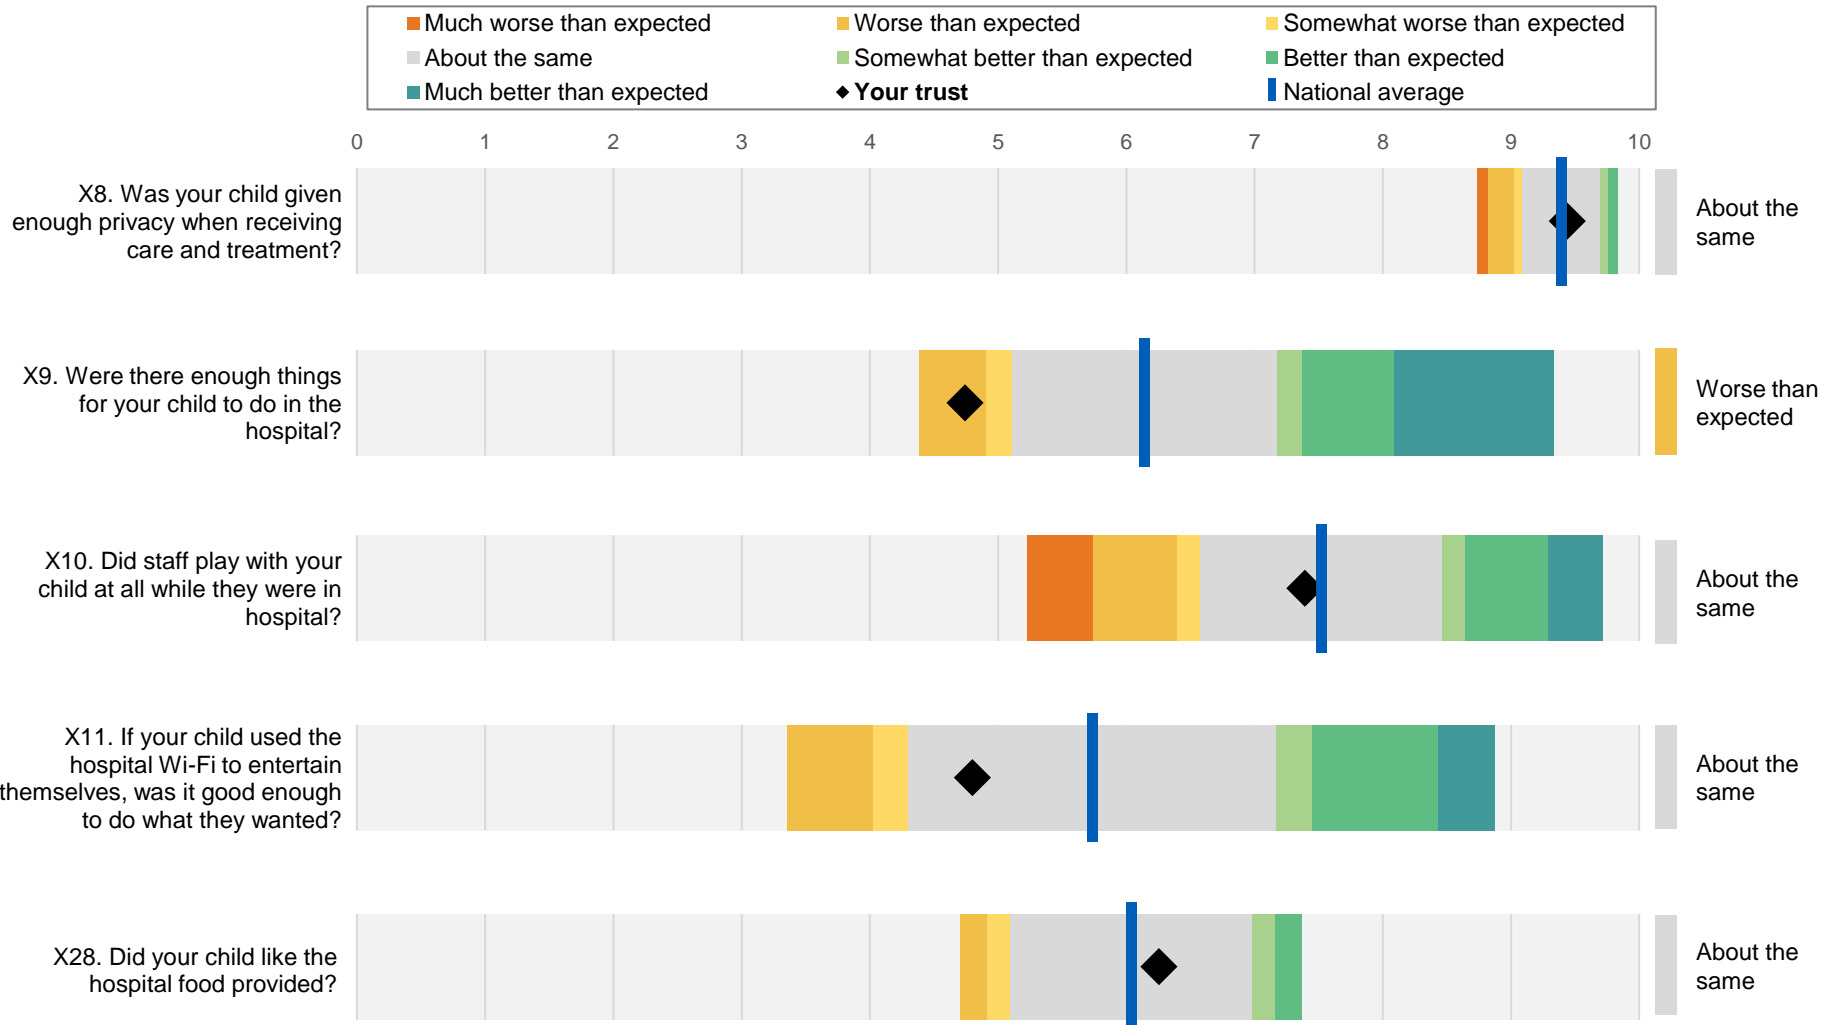 Much worse than expected
Worse than expected
Somewhat worse than expected
About the same
Somewhat better than expected
Better than expected
Much better than expected
Your trust
National average
0 1 2 3 4 5 6 7 8 9 10
X8. Was your child given
enough privacy when receiving
care and treatment?
About the
same
X9. Were there enough things
for your child to do in the
hospital?
Worse than
expected
X10. Did staff play with your
child at all while they were in
hospital?
About the
same
X11. If your child used the
hospital Wi-Fi to entertain
themselves, was it good enough
to do what they wanted?
About the
same
X28. Did your child like the
hospital food provided?
About the
same